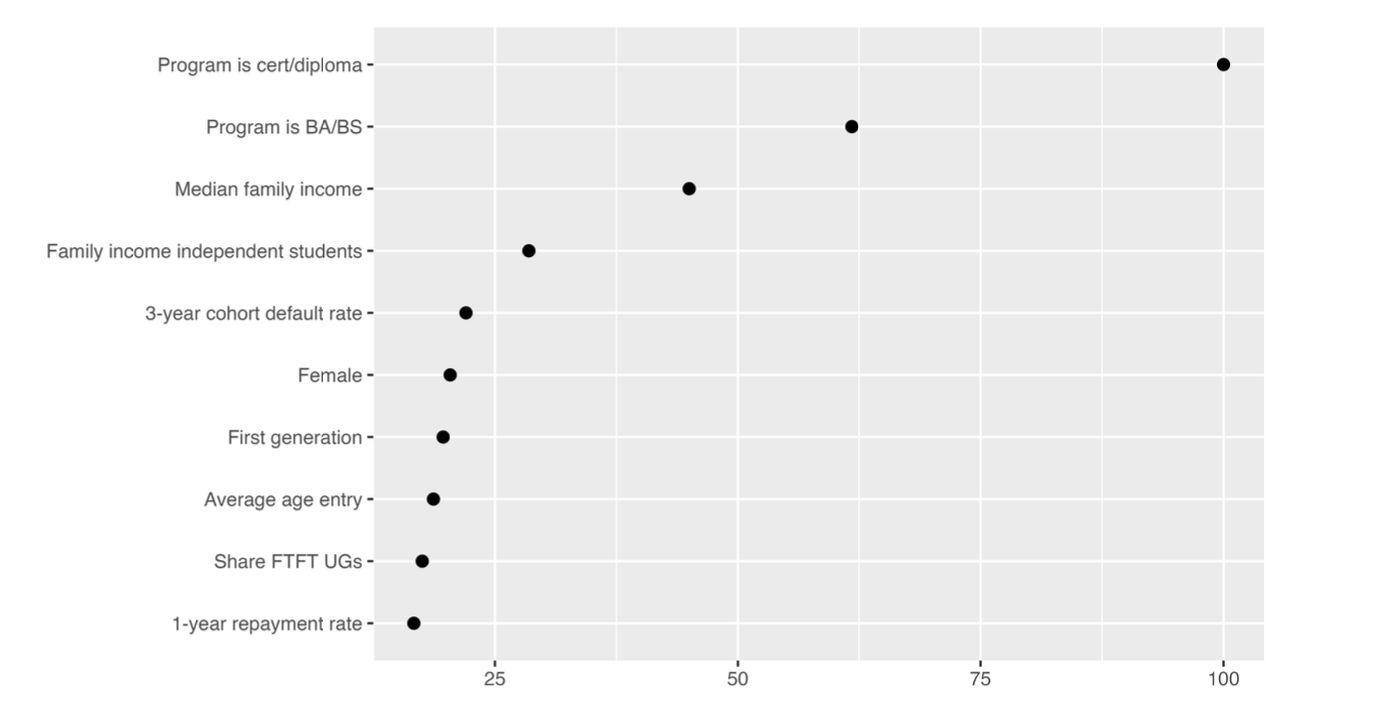 Program is cert/diploma
Program is BA/BS
Median family income
Family income independent students
3-year cohort default rate
Female
First generation
Average age entry
Share FTFT UGs
1-year repayment rate
25 50 75 100